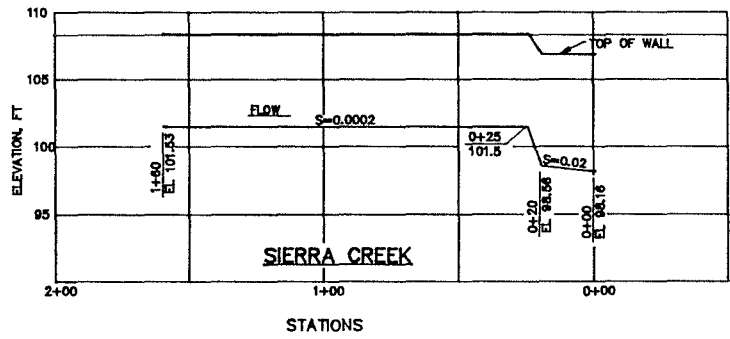 110
TOP OF WALL
105
FLOW
S=0.0002
0+25
101.5
100
S=0.02
ELEVATION, FT
1+60
EL 101.53
0+20
EL 98.56
0+00
EL 98.16
95
SIERRA CREEK
2+00
1+00
0+00
STATIONS